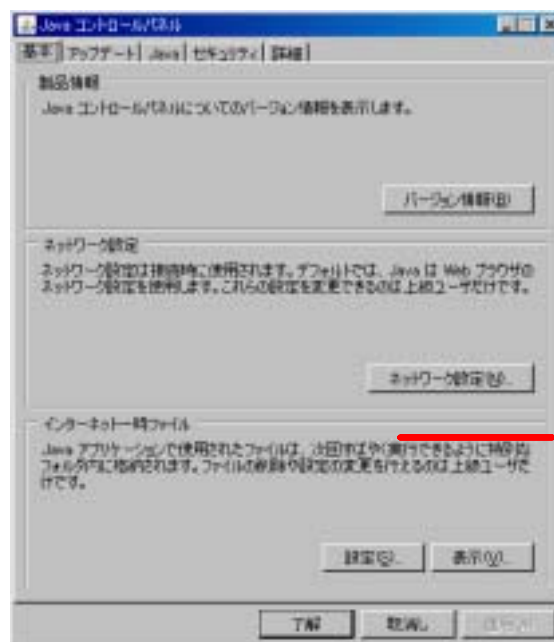 Java コントロールパネル
基本 アップデート Java セキュリティ 詳細
製品情報
Java コントロールパネルについてのバージョン情報を表示します。
バージョン情報(B)
ネットワーク設定
ネットワーク設定は接続時に使用されます。デフォルトでは、Java は Web ブラウザの
ネットワーク設定を使用します。これらの設定を変更できるのは上級ユーザだけです。
ネットワーク設定(N)...
インターネット一時ファイル
Java アプリケーションで使用されたファイルは、次回すばやく実行できるように特別な
フォルダ内に格納されます。ファイルの削除や設定の変更を行えるのは上級ユーザだ
けです。
設定(S)... 表示(V)...
了解 取消し